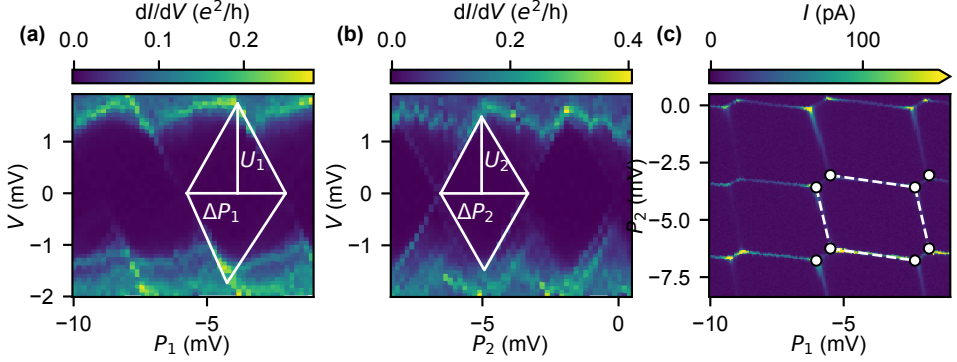 dI/dV (e²/h)
dI/dV (e²/h)
I (pA)
(a)
0.0
0.1
0.2
(b)
0.0
0.2
0.4
(c)
0
100
V (mV)
1
0
−1
−2
U₁
ΔP₁
−10
−5
P₁ (mV)
V (mV)
1
0
−1
U₂
ΔP₂
−5
0
P₂ (mV)
P₂ (mV)
0.0
−2.5
−5.0
−7.5
−10
−5
P₁ (mV)